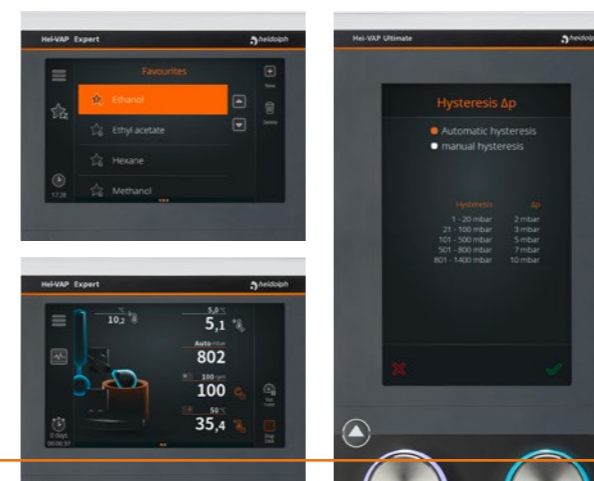 Hei-VAP Expert heidolph
Favourites
New
Ethanol
Delete
Ethyl acetate
Hexane
17:28
Methanol
Hei-VAP Expert heidolph
°C 5,0 °C
10,2 5,1
Auto mbar
802
100 rpm
100
50 °C
35,4
0 days
00:00:37
Stop
Hei-VAP Ultimate heidolph
Hysteresis Δp
Automatic hysteresis
manual hysteresis
Hysteresis Δp
1 - 20 mbar 2 mbar
21 - 100 mbar 3 mbar
101 - 500 mbar 5 mbar
501 - 800 mbar 7 mbar
801 - 1400 mbar 10 mbar